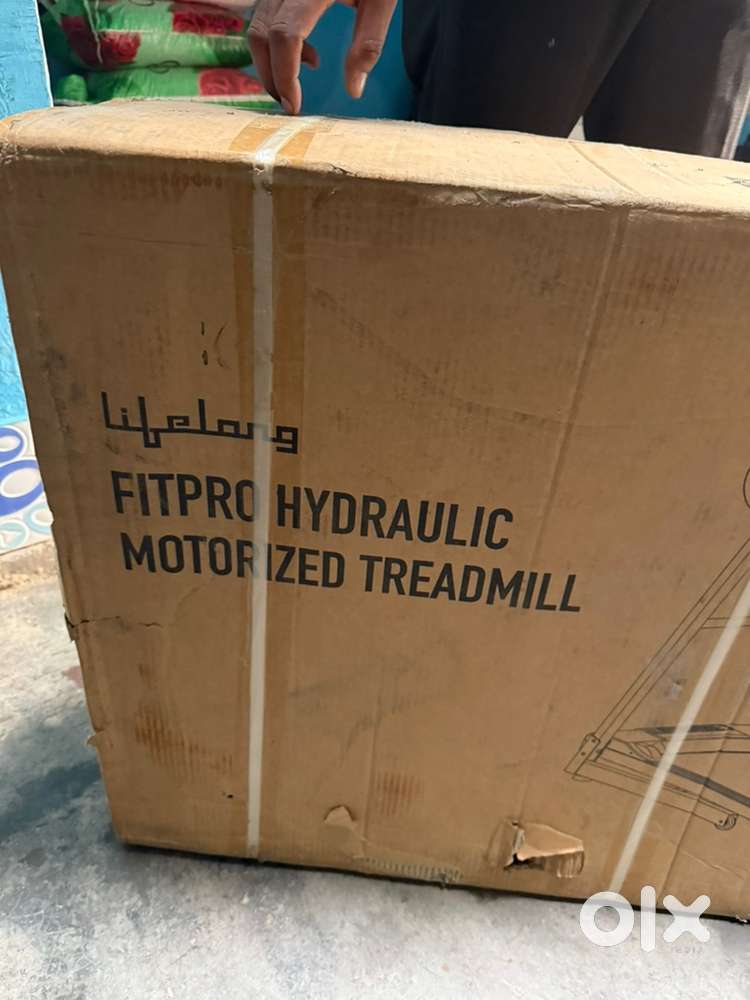 Lifelong
FITPRO HYDRAULIC
MOTORIZED TREADMILL
olx